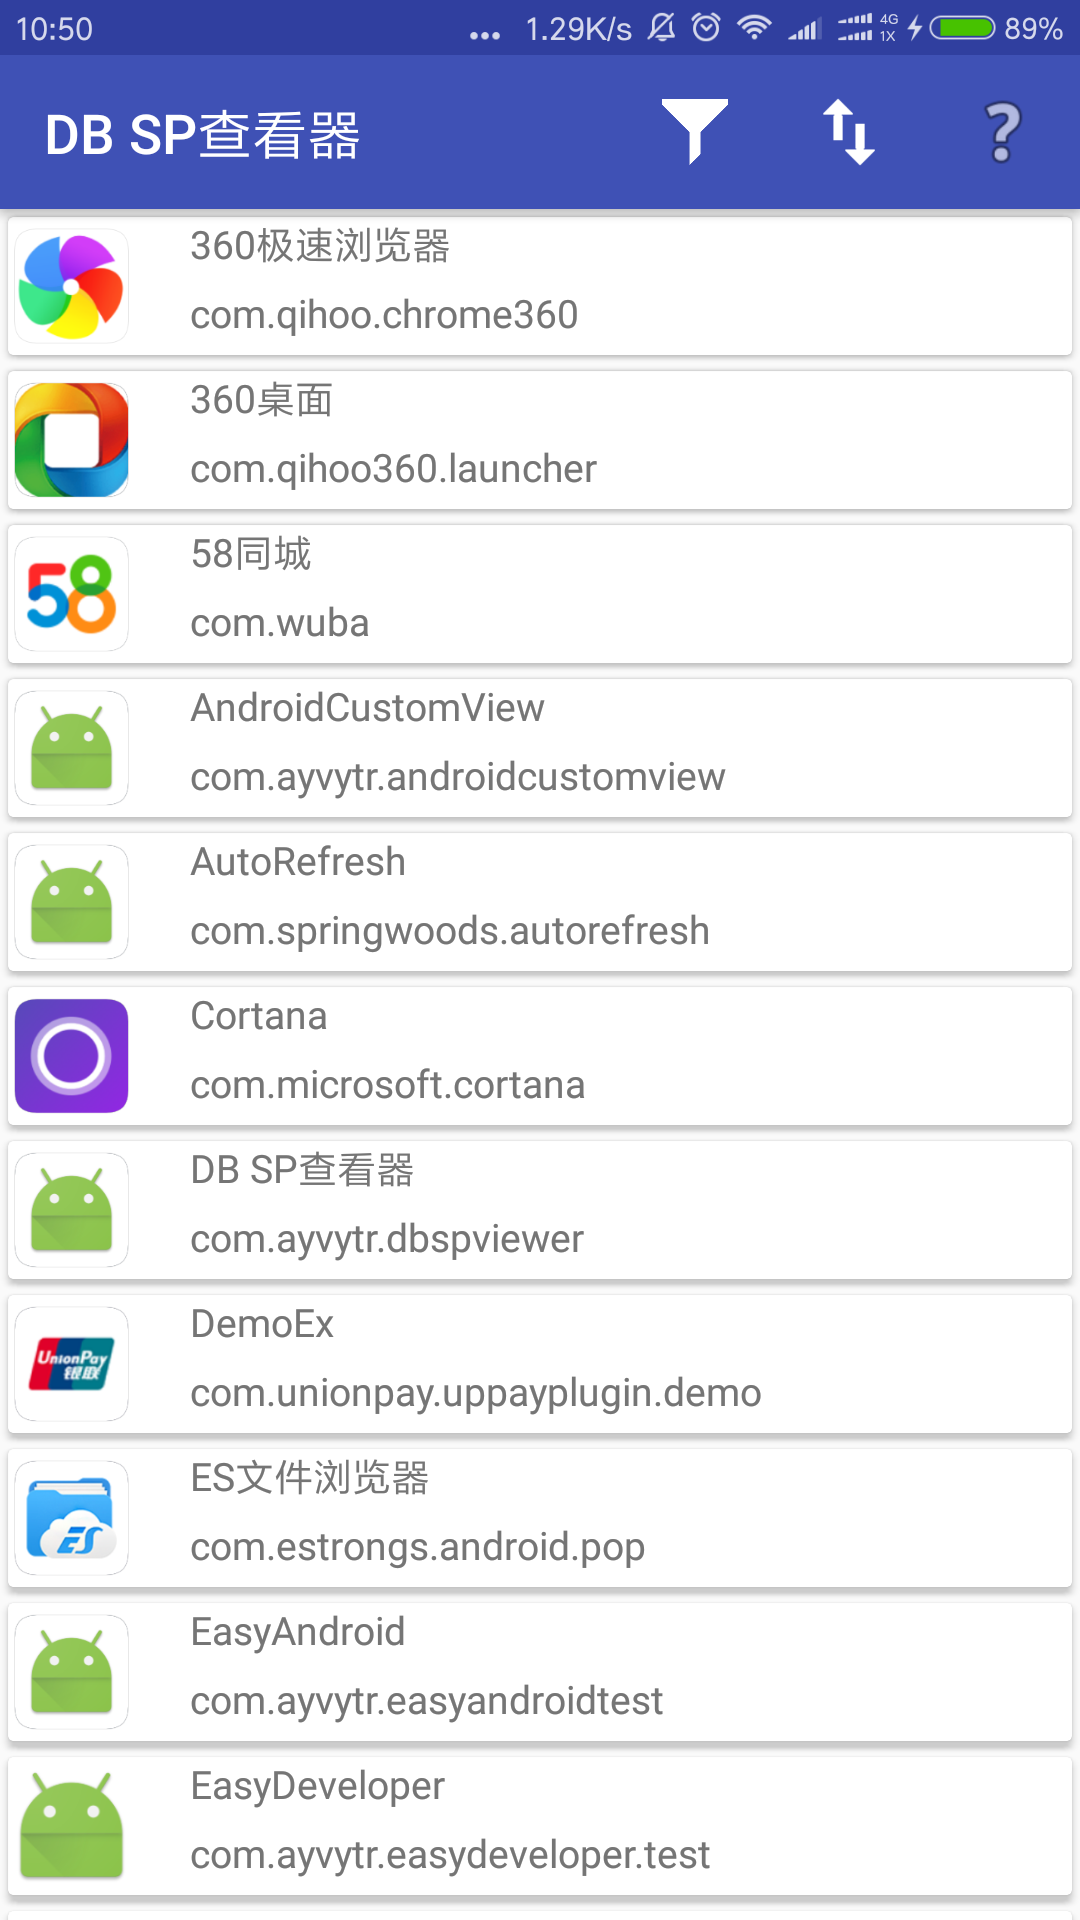 10:50 ... 1.29K/s 4G 1X 89%
DB SP查看器
360极速浏览器
com.qihoo.chrome360
360桌面
com.qihoo360.launcher
58同城
58
com.wuba
AndroidCustomView
com.ayvytr.androidcustomview
AutoRefresh
com.springwoods.autorefresh
Cortana
com.microsoft.cortana
DB SP查看器
com.ayvytr.dbspviewer
DemoEx
UnionPay
银联
com.unionpay.uppayplugin.demo
ES文件浏览器
ES
com.estrongs.android.pop
EasyAndroid
com.ayvytr.easyandroidtest
EasyDeveloper
com.ayvytr.easydeveloper.test